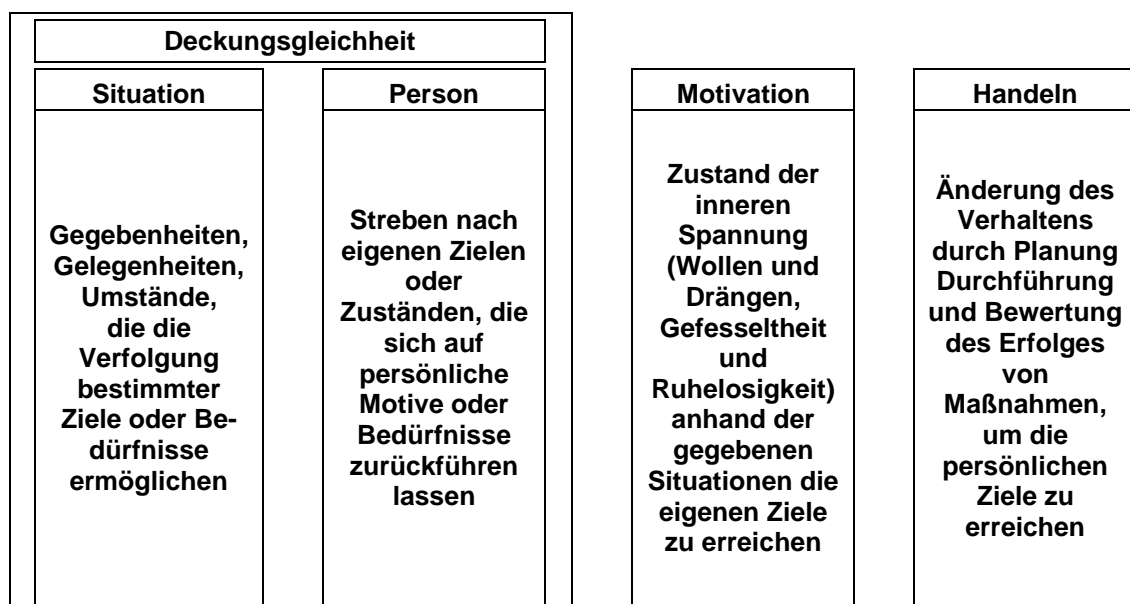 Deckungsgleichheit
Situation
Gegebenheiten,
Gelegenheiten,
Umstände,
die die
Verfolgung
bestimmter
Ziele oder Be-
dürfnisse
ermöglichen
Person
Streben nach
eigenen Zielen
oder
Zuständen, die
sich auf
persönliche
Motive oder
Bedürfnisse
zurückführen
lassen
Motivation
Zustand der
inneren
Spannung
(Wollen und
Drängen,
Gefesseltheit
und
Ruhelosigkeit)
anhand der
gegebenen
Situationen die
eigenen Ziele
zu erreichen
Handeln
Änderung des
Verhaltens
durch Planung
Durchführung
und Bewertung
des Erfolges
von
Maßnahmen,
um die
persönlichen
Ziele zu
erreichen